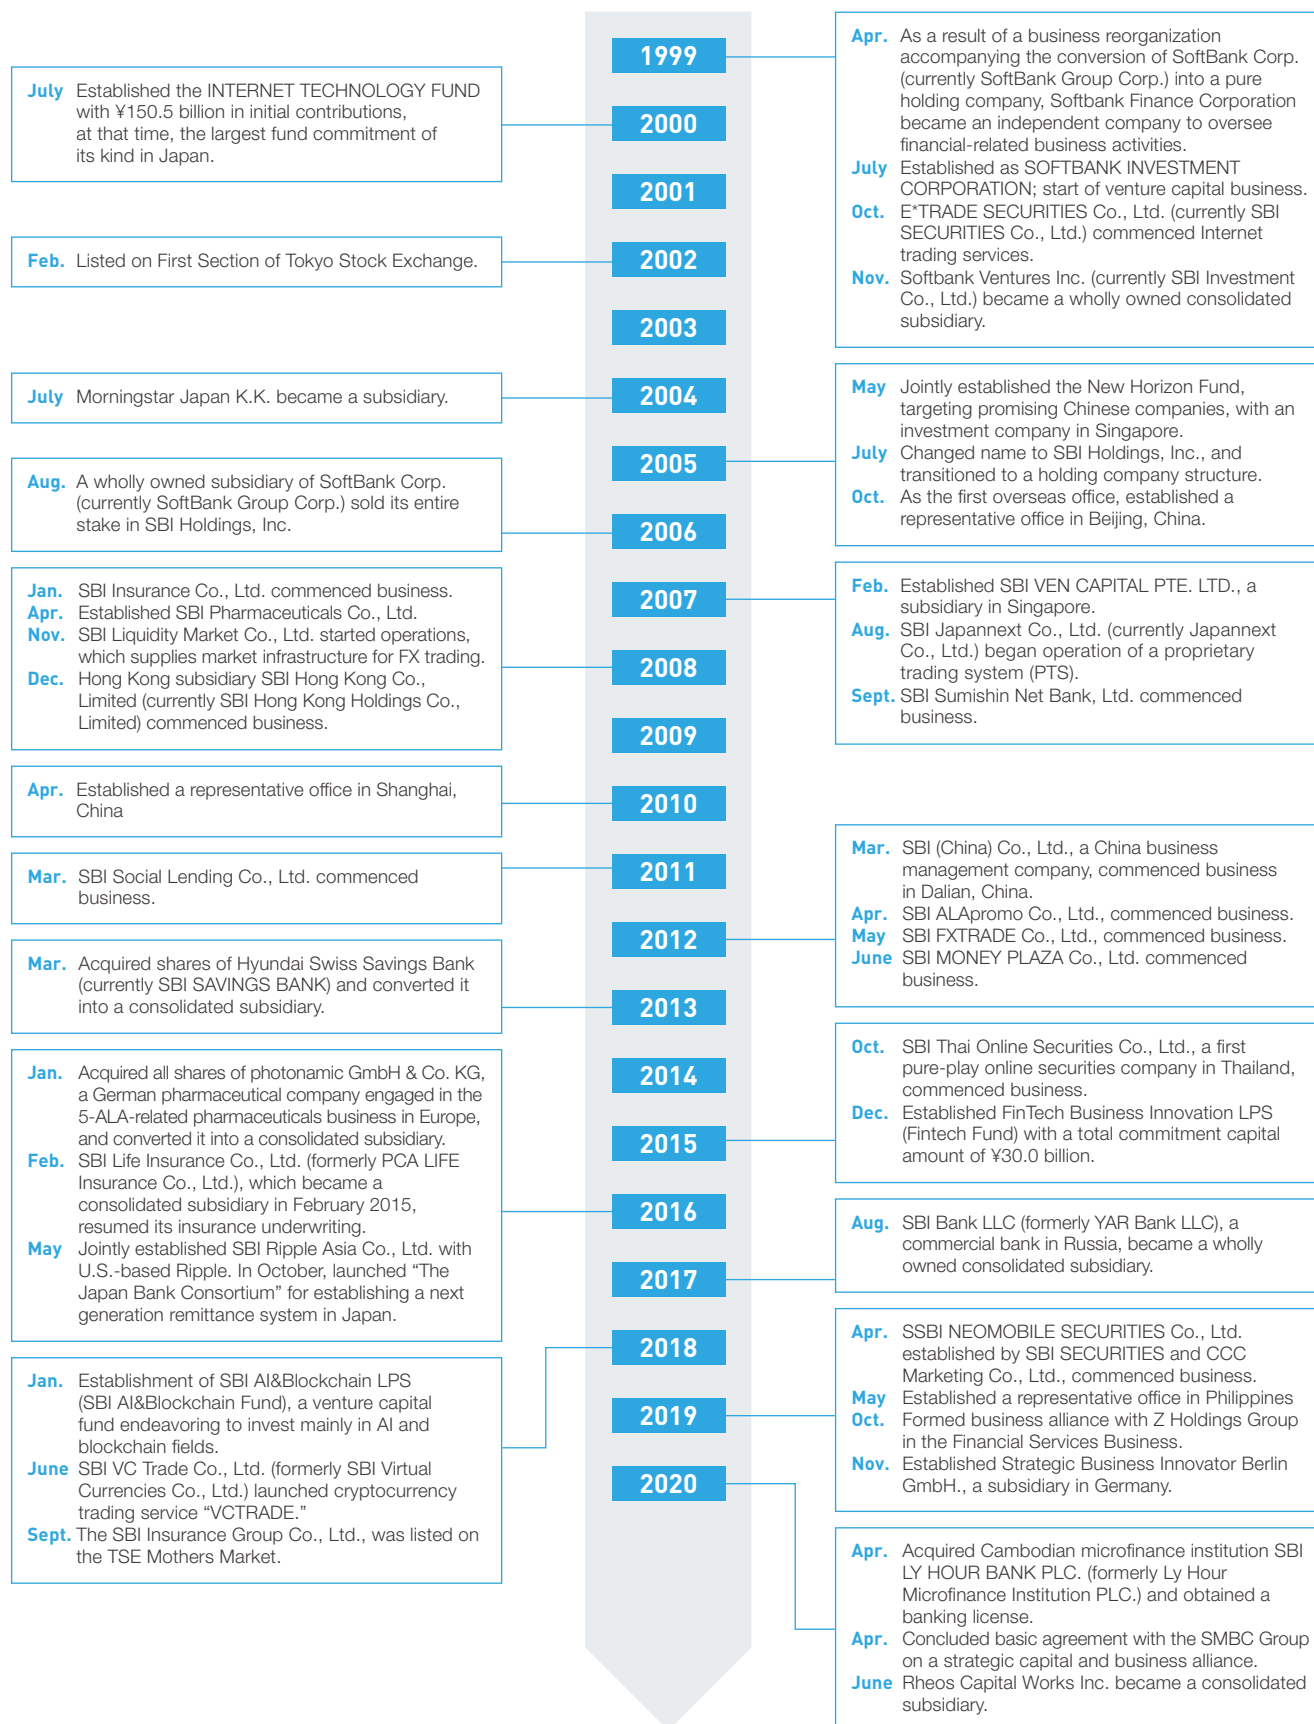 1999
Apr. As a result of a business reorganization
accompanying the conversion of SoftBank Corp.
(currently SoftBank Group Corp.) into a pure
holding company, Softbank Finance Corporation
became an independent company to oversee
financial-related business activities.
July Established as SOFTBANK INVESTMENT
CORPORATION; start of venture capital business.
Oct. E*TRADE SECURITIES Co., Ltd. (currently SBI
SECURITIES Co., Ltd.) commenced Internet
trading services.
Nov. Softbank Ventures Inc. (currently SBI Investment
Co., Ltd.) became a wholly owned consolidated
subsidiary.
2000
July Established the INTERNET TECHNOLOGY FUND
with ¥150.5 billion in initial contributions,
at that time, the largest fund commitment of
its kind in Japan.
2001
2002
Feb. Listed on First Section of Tokyo Stock Exchange.
2003
2004
July Morningstar Japan K.K. became a subsidiary.
2005
May Jointly established the New Horizon Fund,
targeting promising Chinese companies, with an
investment company in Singapore.
July Changed name to SBI Holdings, Inc., and
transitioned to a holding company structure.
Oct. As the first overseas office, established a
representative office in Beijing, China.
2006
Aug. A wholly owned subsidiary of SoftBank Corp.
(currently SoftBank Group Corp.) sold its entire
stake in SBI Holdings, Inc.
2007
Feb. Established SBI VEN CAPITAL PTE. LTD., a
subsidiary in Singapore.
Aug. SBI Japannext Co., Ltd. (currently Japannext
Co., Ltd.) began operation of a proprietary
trading system (PTS).
Sept. SBI Sumishin Net Bank, Ltd. commenced
business.
2008
Jan. SBI Insurance Co., Ltd. commenced business.
Apr. Established SBI Pharmaceuticals Co., Ltd.
Nov. SBI Liquidity Market Co., Ltd. started operations,
which supplies market infrastructure for FX trading.
Dec. Hong Kong subsidiary SBI Hong Kong Co.,
Limited (currently SBI Hong Kong Holdings Co.,
Limited) commenced business.
2009
2010
Apr. Established a representative office in Shanghai,
China
2011
Mar. SBI Social Lending Co., Ltd. commenced
business.
2012
Mar. SBI (China) Co., Ltd., a China business
management company, commenced business
in Dalian, China.
Apr. SBI ALApromo Co., Ltd., commenced business.
May SBI FXTRADE Co., Ltd., commenced business.
June SBI MONEY PLAZA Co., Ltd. commenced
business.
2013
Mar. Acquired shares of Hyundai Swiss Savings Bank
(currently SBI SAVINGS BANK) and converted it
into a consolidated subsidiary.
2014
2015
Oct. SBI Thai Online Securities Co., Ltd., a first
pure-play online securities company in Thailand,
commenced business.
Dec. Established FinTech Business Innovation LPS
(Fintech Fund) with a total commitment capital
amount of ¥30.0 billion.
2016
Jan. Acquired all shares of photonamic GmbH & Co. KG,
a German pharmaceutical company engaged in the
5-ALA-related pharmaceuticals business in Europe,
and converted it into a consolidated subsidiary.
Feb. SBI Life Insurance Co., Ltd. (formerly PCA LIFE
Insurance Co., Ltd.), which became a
consolidated subsidiary in February 2015,
resumed its insurance underwriting.
May Jointly established SBI Ripple Asia Co., Ltd. with
U.S.-based Ripple. In October, launched “The
Japan Bank Consortium” for establishing a next
generation remittance system in Japan.
2017
Aug. SBI Bank LLC (formerly YAR Bank LLC), a
commercial bank in Russia, became a wholly
owned consolidated subsidiary.
2018
Jan. Establishment of SBI AI&Blockchain LPS
(SBI AI&Blockchain Fund), a venture capital
fund endeavoring to invest mainly in AI and
blockchain fields.
June SBI VC Trade Co., Ltd. (formerly SBI Virtual
Currencies Co., Ltd.) launched cryptocurrency
trading service “VCTRADE.”
Sept. The SBI Insurance Group Co., Ltd., was listed on
the TSE Mothers Market.
2019
Apr. SSBI NEOMOBILE SECURITIES Co., Ltd.
established by SBI SECURITIES and CCC
Marketing Co., Ltd., commenced business.
May Established a representative office in Philippines
Oct. Formed business alliance with Z Holdings Group
in the Financial Services Business.
Nov. Established Strategic Business Innovator Berlin
GmbH., a subsidiary in Germany.
2020
Apr. Acquired Cambodian microfinance institution SBI
LY HOUR BANK PLC. (formerly Ly Hour
Microfinance Institution PLC.) and obtained a
banking license.
Apr. Concluded basic agreement with the SMBC Group
on a strategic capital and business alliance.
June Rheos Capital Works Inc. became a consolidated
subsidiary.